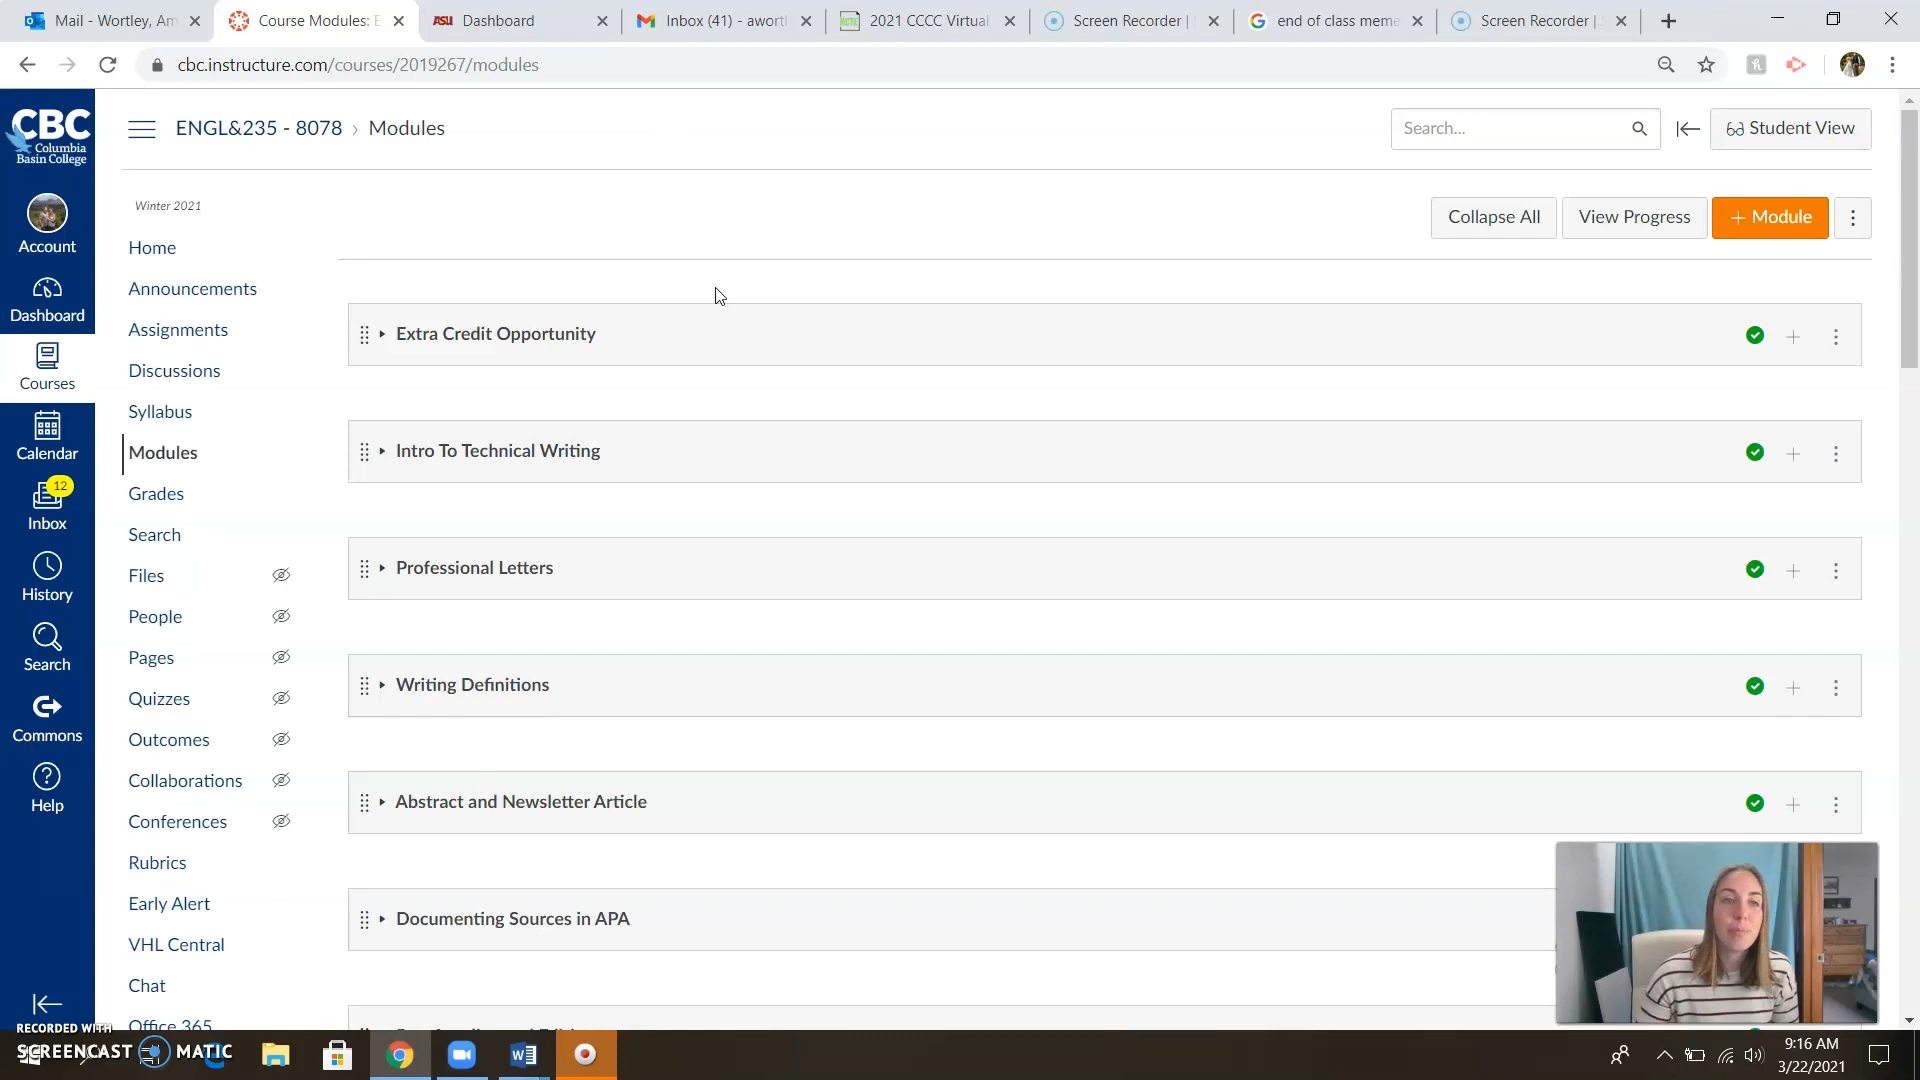 Mail - Wortley, Am
Course Modules: E
ASU Dashboard
Inbox (41) - awort
2021 CCCC Virtual
Screen Recorder |
end of class meme
Screen Recorder |
cbc.instructure.com/courses/2019267/modules
CBC
Columbia
Basin College
ENGL&235 - 8078 › Modules
Search...
Student View
Winter 2021
Collapse All
View Progress
+ Module
Account
Dashboard
Courses
Calendar
12
Inbox
History
Search
Commons
Help
Home
Announcements
Assignments
Discussions
Syllabus
Modules
Grades
Search
Files
People
Pages
Quizzes
Outcomes
Collaborations
Conferences
Rubrics
Early Alert
VHL Central
Chat
Office 365
Extra Credit Opportunity
Intro To Technical Writing
Professional Letters
Writing Definitions
Abstract and Newsletter Article
Documenting Sources in APA
RECORDED WITH
SCREENCAST MATIC
9:16 AM
3/22/2021